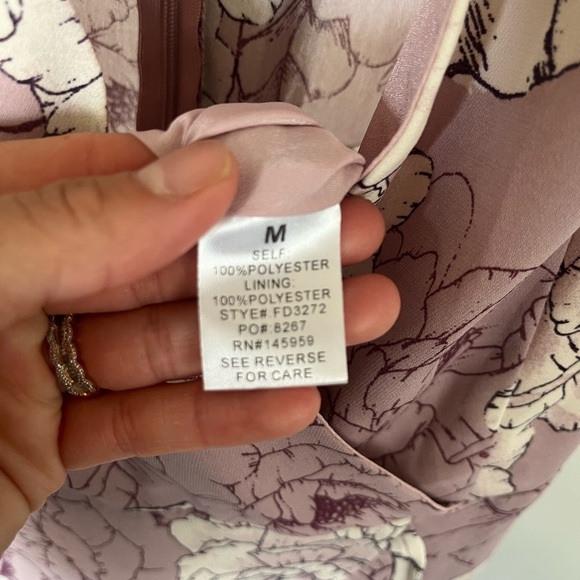 M
SELF:
100%POLYESTER
LINING:
100%POLYESTER
STYE#:FD3272
PO#:8267
RN#145959
SEE REVERSE
FOR CARE